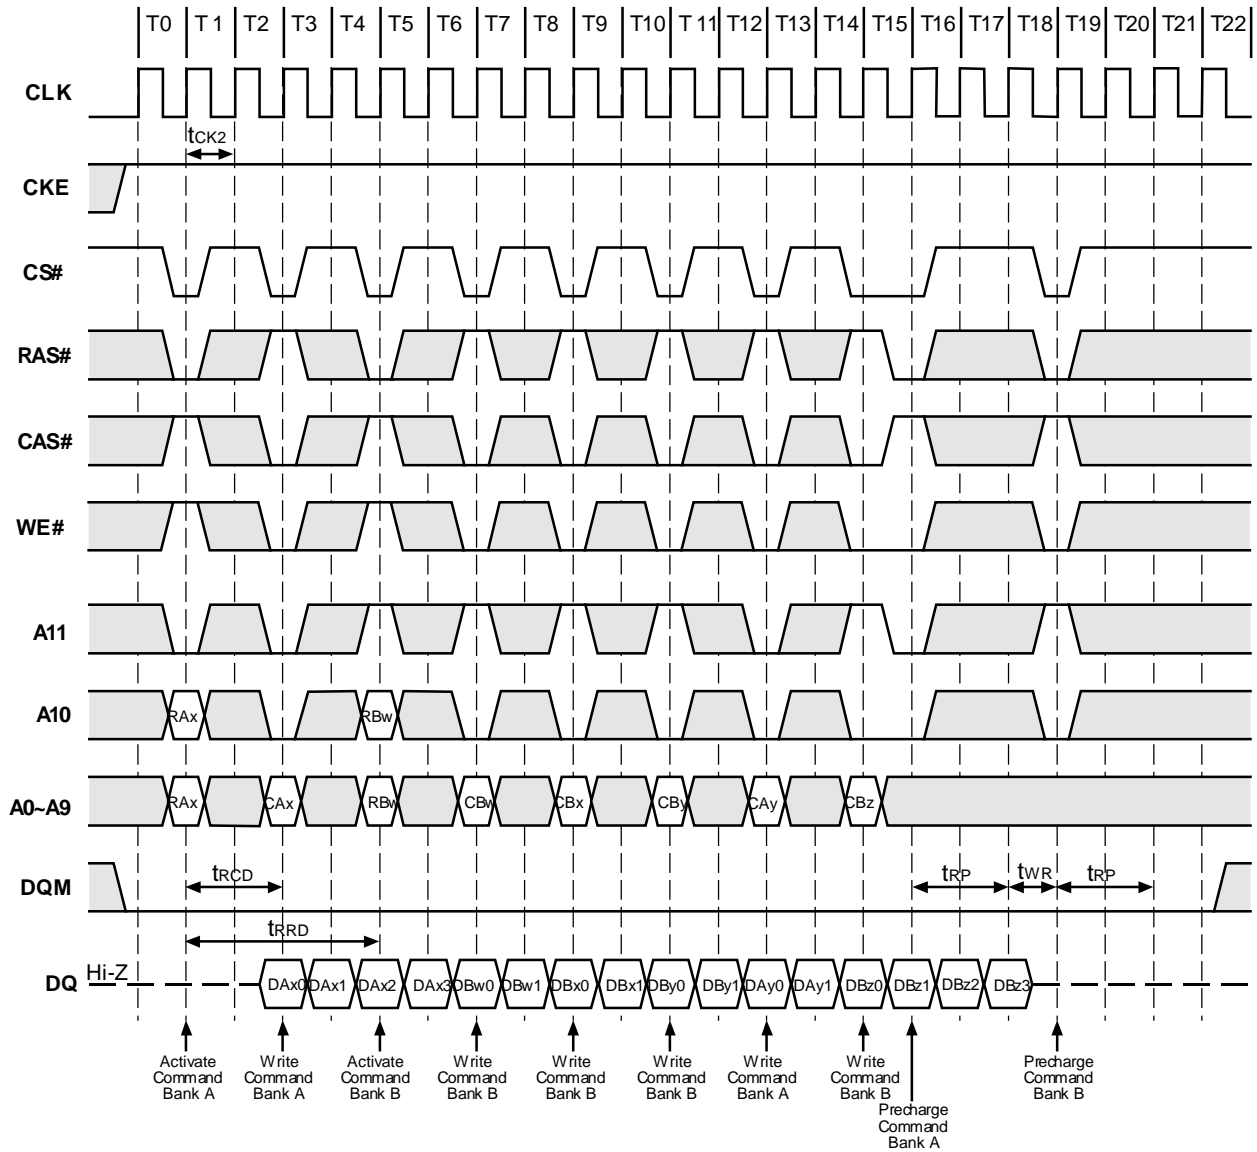 T0 T 1 T2 T3 T4 T5 T6 T7 T8 T9 T10 T 11 T12 T13 T14 T15 T16 T17 T18 T19 T20 T21 T22
CLK
tCK2
CKE
CS#
RAS#
CAS#
WE#
A11
A10
RAx RBw
A0~A9
RAx CAx RBw CBw CBx CBy CAy CBz
DQM
tRCD tRP tWR tRP
tRRD
DQ Hi-Z
DAx0 DAx1 DAx2 DAx3 DBw0 DBw1 DBx0 DBx1 DBy0 DBy1 DAy0 DAy1 DBz0 DBz1 DBz2 DBz3
Activate
Command
Bank A
Write
Command
Bank A
Activate
Command
Bank B
Write
Command
Bank B
Write
Command
Bank B
Write
Command
Bank B
Write
Command
Bank A
Write
Command
Bank B
Precharge
Command
Bank A
Precharge
Command
Bank B